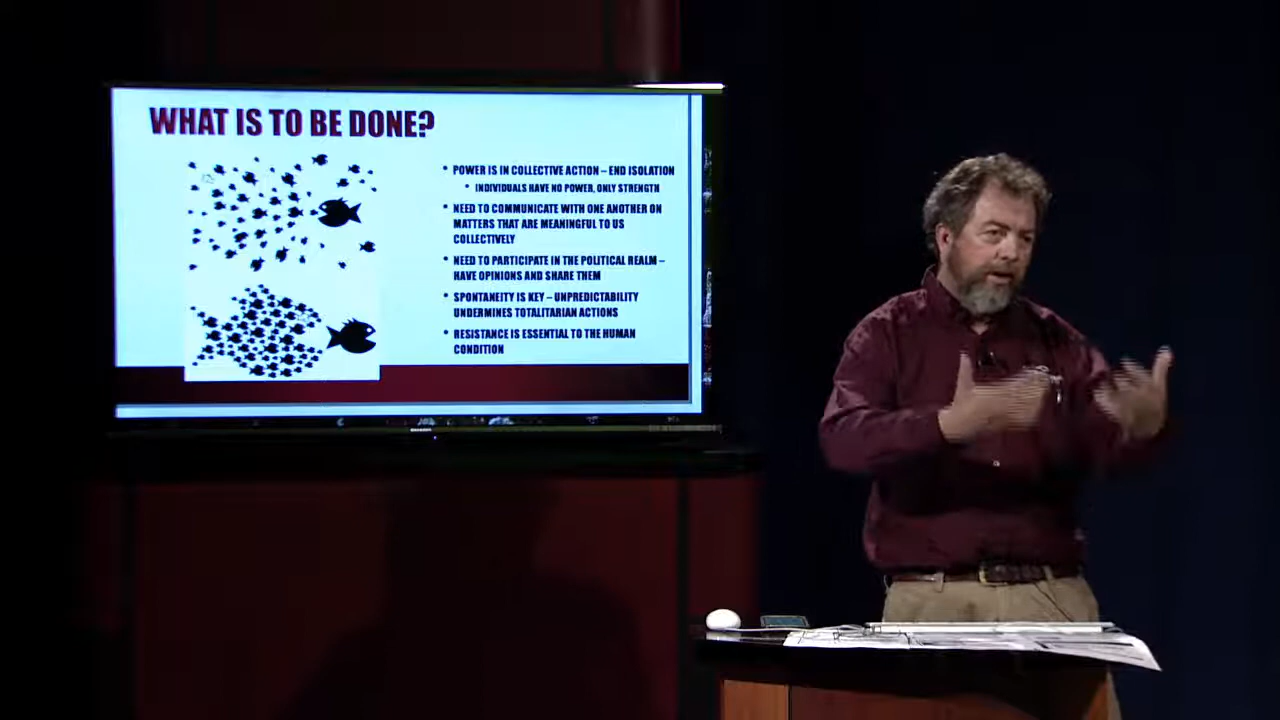 WHAT IS TO BE DONE?
• POWER IS IN COLLECTIVE ACTION – END ISOLATION
• INDIVIDUALS HAVE NO POWER, ONLY STRENGTH
• NEED TO COMMUNICATE WITH ONE ANOTHER ON
MATTERS THAT ARE MEANINGFUL TO US
COLLECTIVELY
• NEED TO PARTICIPATE IN THE POLITICAL REALM –
HAVE OPINIONS AND SHARE THEM
• SPONTANEITY IS KEY – UNPREDICTABILITY
UNDERMINES TOTALITARIAN ACTIONS
• RESISTANCE IS ESSENTIAL TO THE HUMAN
CONDITION